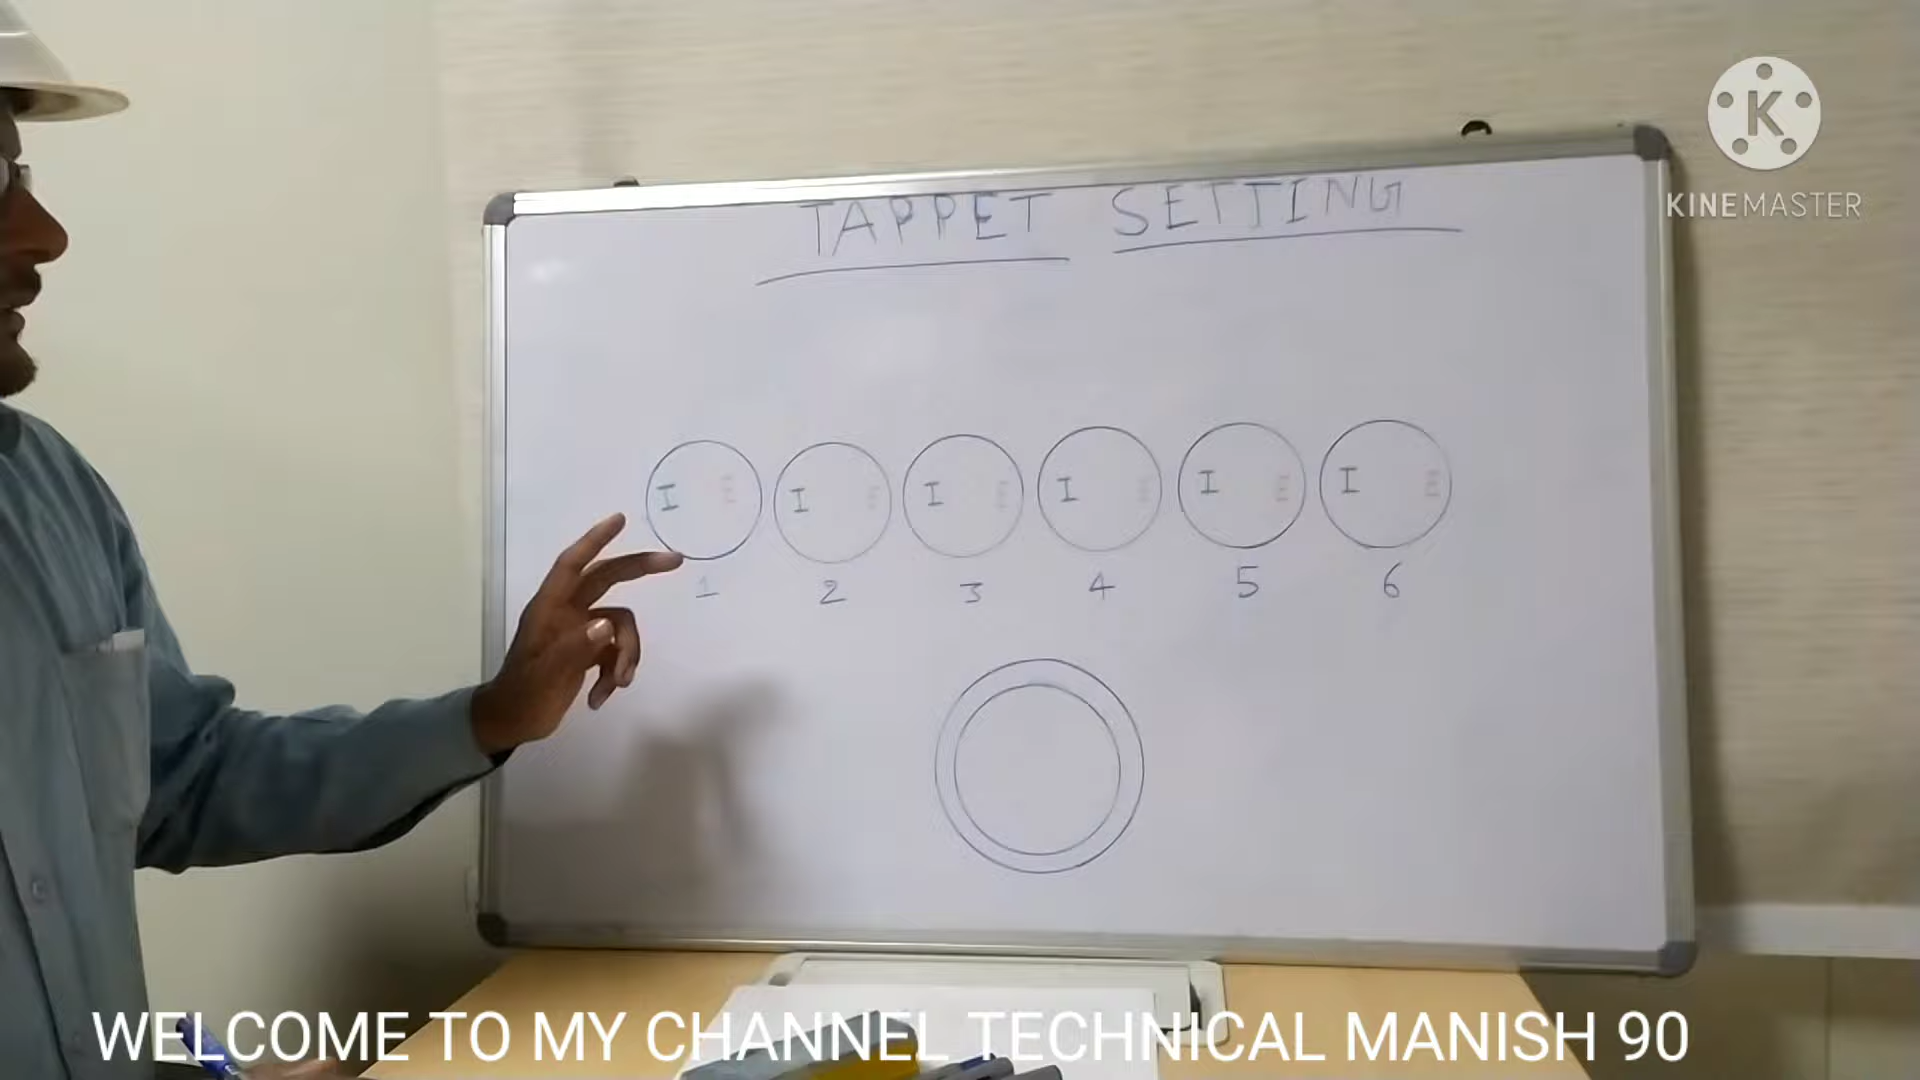 K
KINEMASTER
TAPPET SETTING
I E I E I E I E I E I E
1 2 3 4 5 6
WELCOME TO MY CHANNEL TECHNICAL MANISH 90